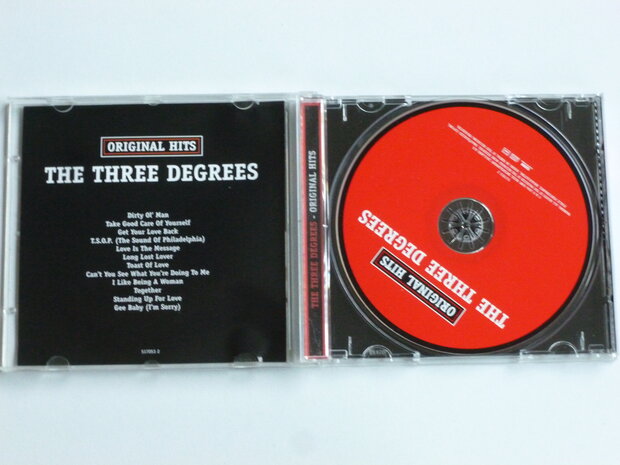 ORIGINAL HITS
THE THREE DEGREES
Dirty Ol' Man
Take Good Care Of Yourself
Get Your Love Back
T.S.O.P. (The Sound Of Philadelphia)
Love Is The Message
Long Lost Lover
Toast Of Love
Can't You See What You're Doing To Me
I Like Being A Woman
Together
Standing Up For Love
Gee Baby (I'm Sorry)
THE THREE DEGREES - ORIGINAL HITS
ORIGINAL HITS
THE THREE DEGREES